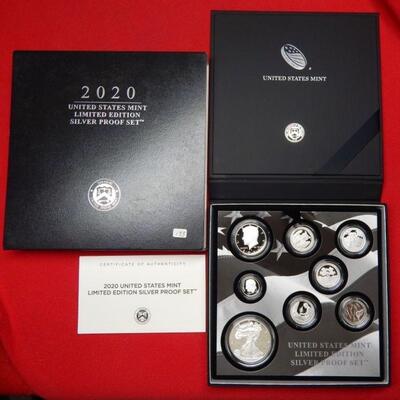 2020
UNITED STATES MINT
LIMITED EDITION
SILVER PROOF SET™
UNITED STATES MINT
CERTIFICATE OF AUTHENTICITY
2020 UNITED STATES MINT
LIMITED EDITION SILVER PROOF SET™
UNITED STATES MINT
LIMITED EDITION
SILVER PROOF SET™